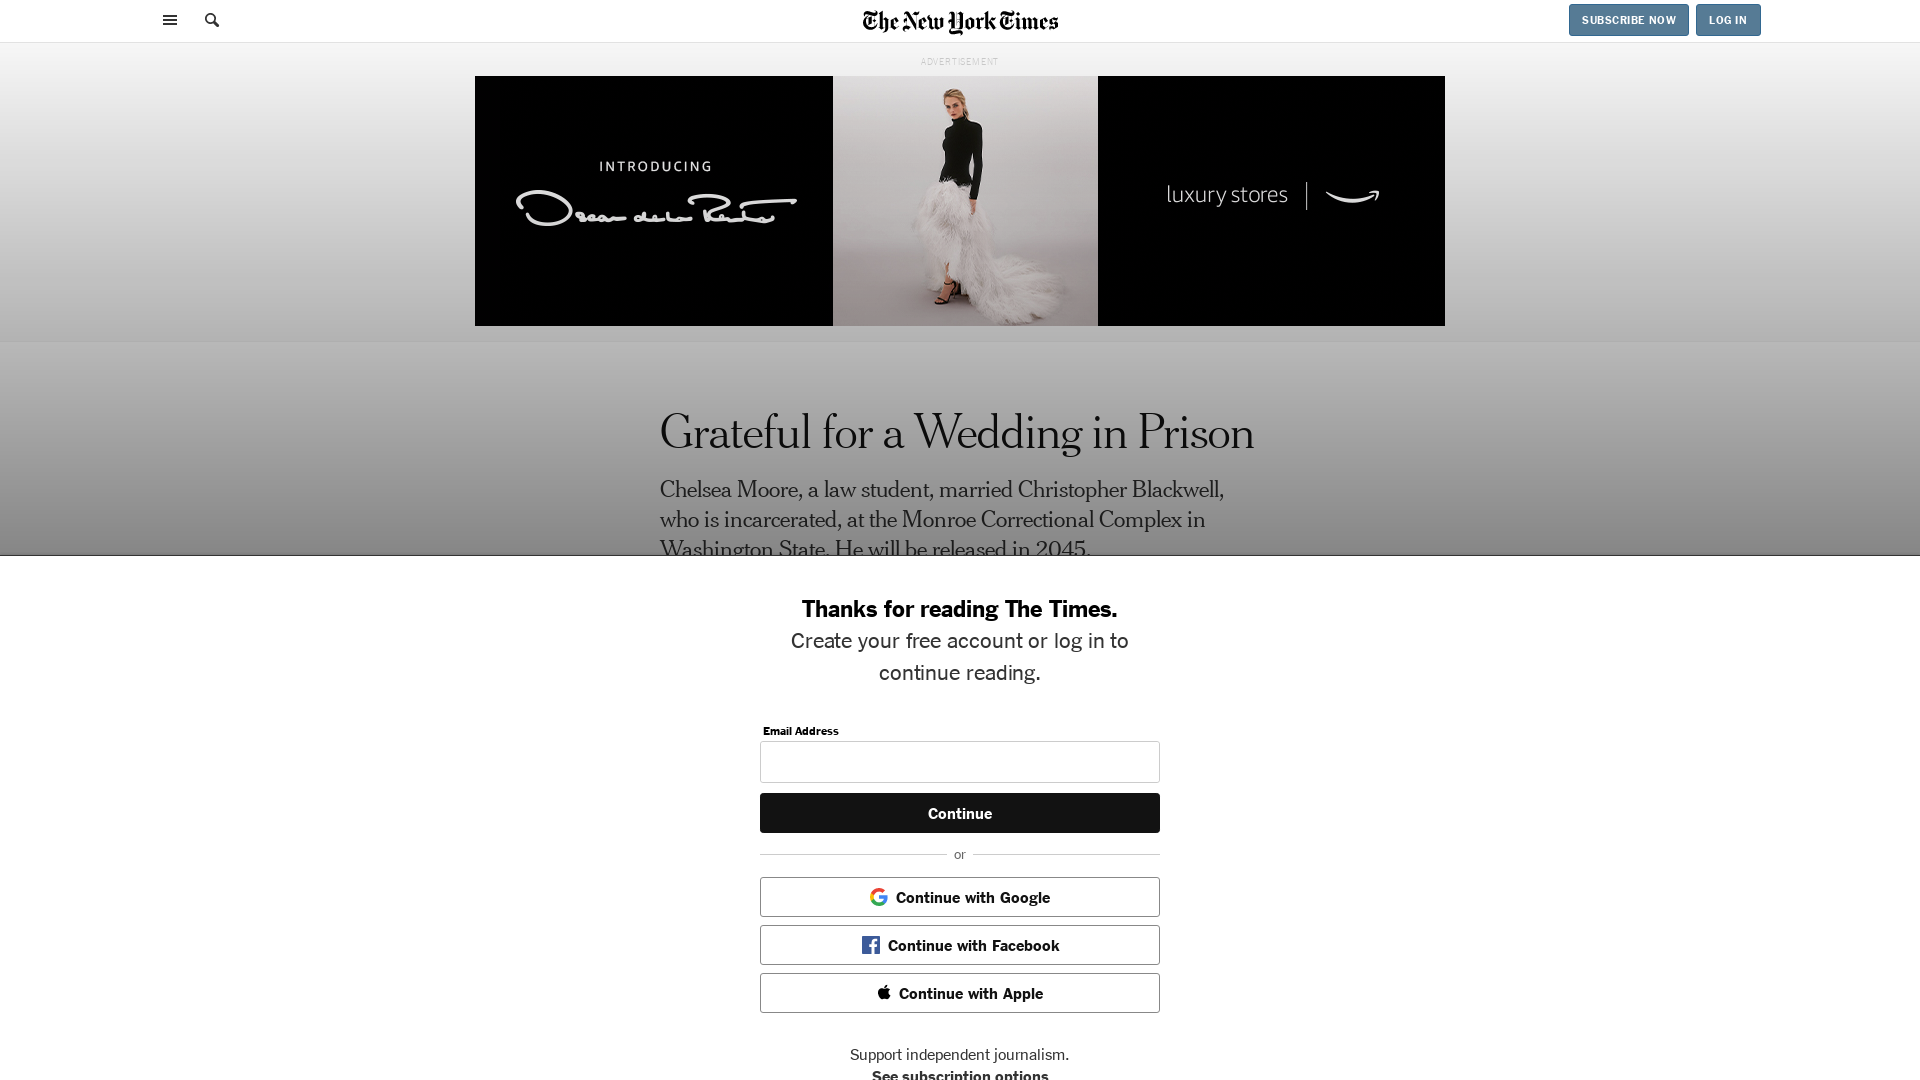 The New York Times
SUBSCRIBE NOW
LOG IN
ADVERTISEMENT
INTRODUCING
Oscar de la Renta
luxury stores
Grateful for a Wedding in Prison
Chelsea Moore, a law student, married Christopher Blackwell,
who is incarcerated, at the Monroe Correctional Complex in
Washington State. He will be released in 2045.
Thanks for reading The Times.
Create your free account or log in to
continue reading.
Email Address
Continue
or
Continue with Google
Continue with Facebook
Continue with Apple
Support independent journalism.
See subscription options